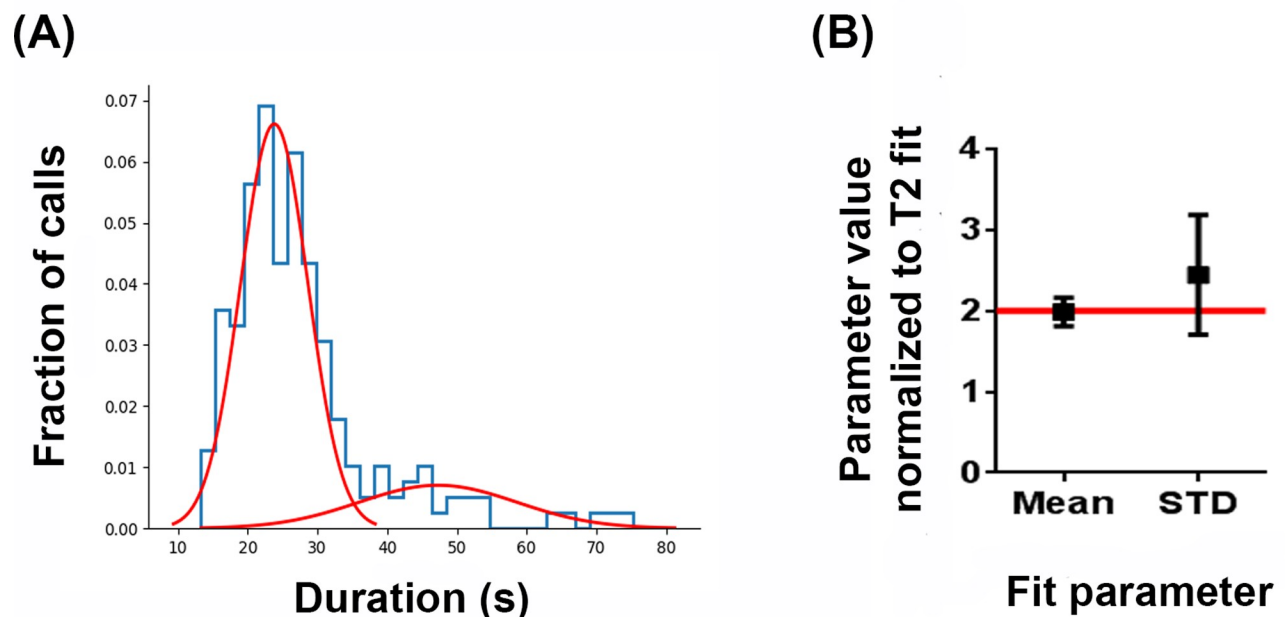 (A)
Fraction of calls
0.07
0.06
0.05
0.04
0.03
0.02
0.01
0.00
10 20 30 40 50 60 70 80
Duration (s)
(B)
Parameter value
normalized to T2 fit
4
3
2
1
0
Mean STD
Fit parameter